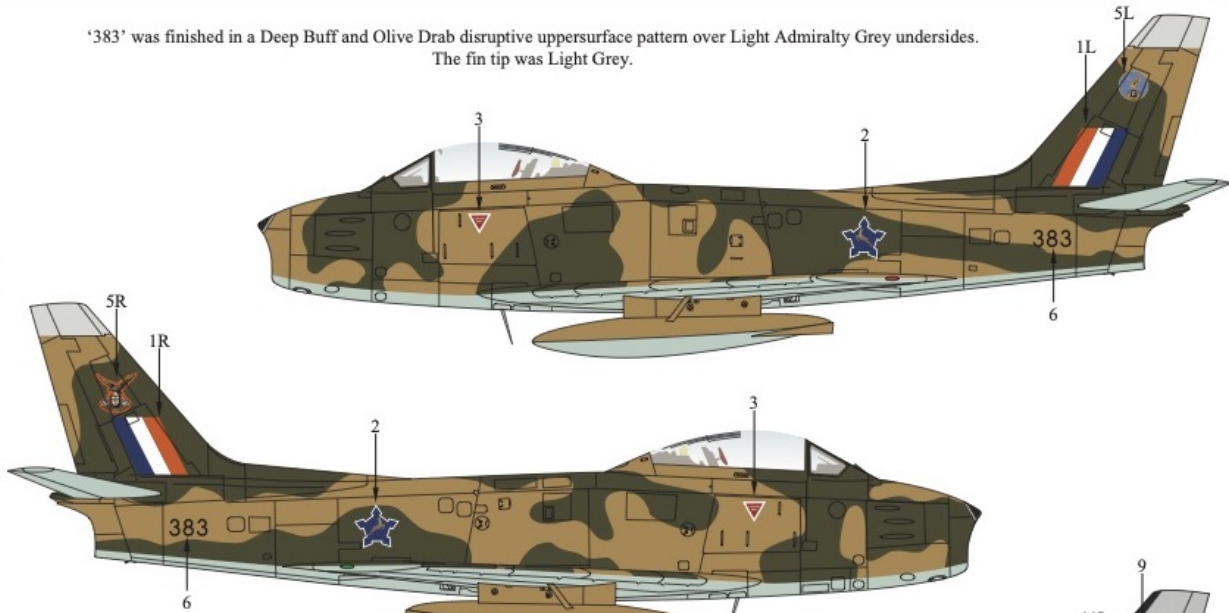 ‘383’ was finished in a Deep Buff and Olive Drab disruptive uppersurface pattern over Light Admiralty Grey undersides.
The fin tip was Light Grey.
5L
1L
3
2
383
6
5R
1R
2
3
383
6
9